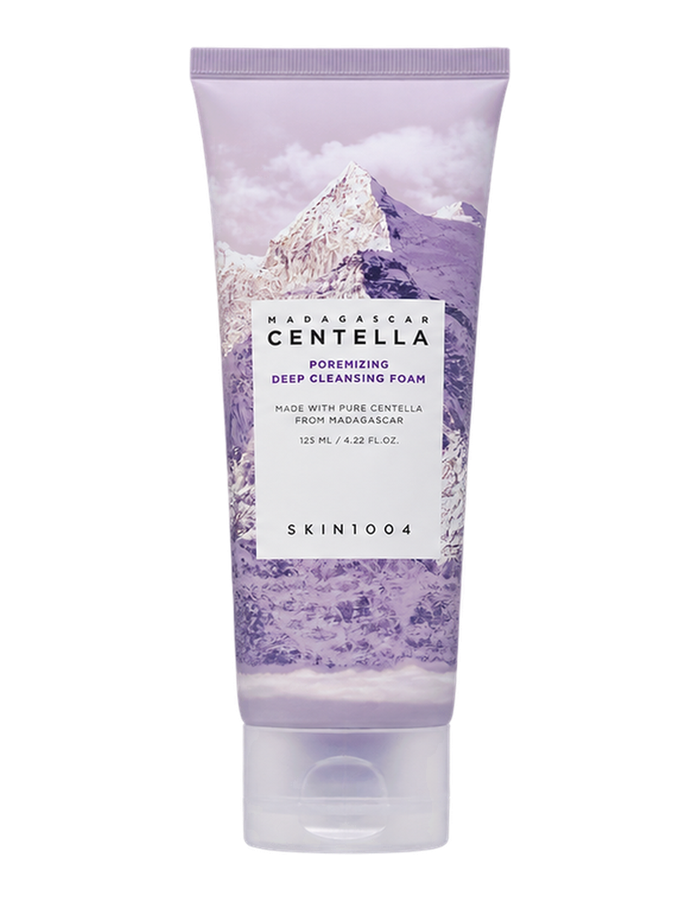 MADAGASCAR
CENTELLA
POREMIZING
DEEP CLEANSING FOAM
MADE WITH PURE CENTELLA
FROM MADAGASCAR
125 ML / 4.22 FL.OZ.
SKIN1004